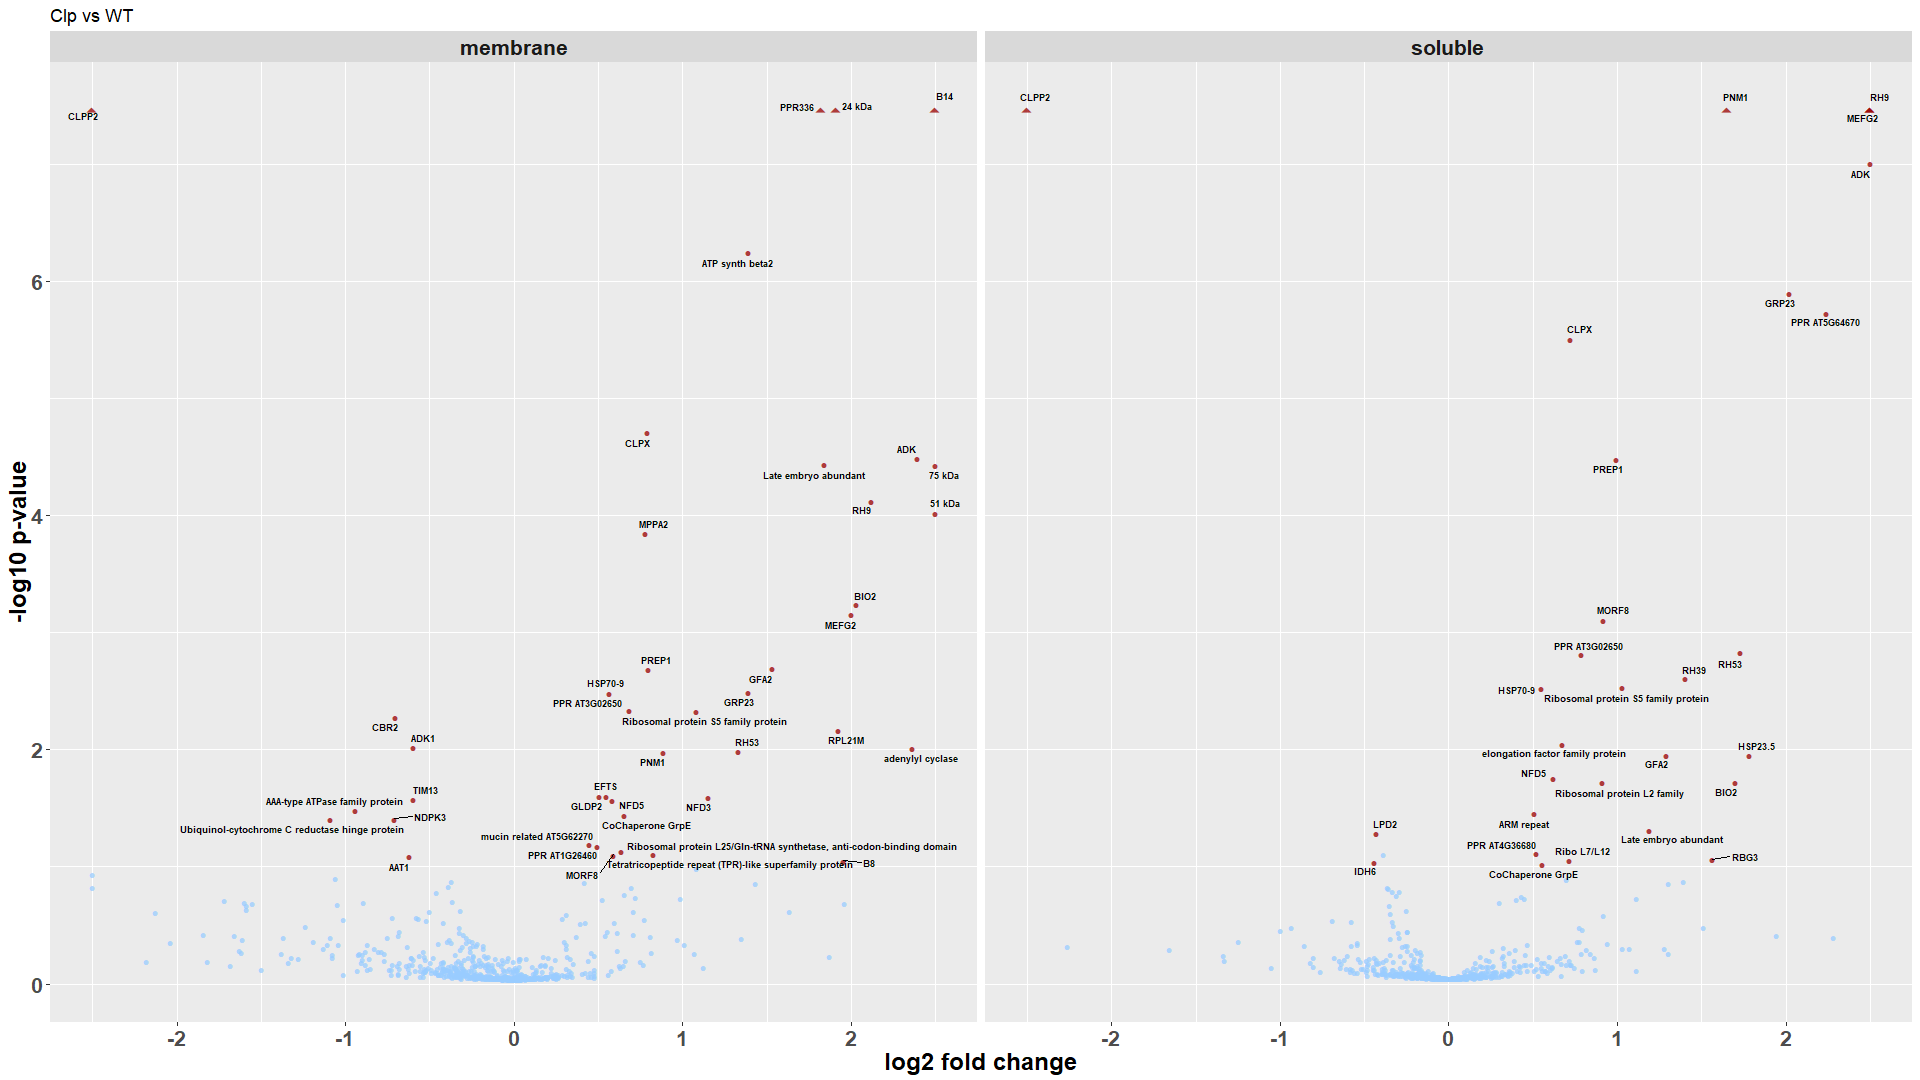 Clp vs WT
membrane
soluble
-log10 p-value
6
4
2
0
CLPP2
PPR336
24 kDa
B14
ATP synth beta2
CLPX
ADK
Late embryo abundant
75 kDa
RH9
51 kDa
MPPA2
BIO2
MEFG2
PREP1
GFA2
HSP70-9
PPR AT3G02650
GRP23
Ribosomal protein S5 family protein
CBR2
ADK1
RPL21M
RH53
PNM1
adenylyl cyclase
TIM13
AAA-type ATPase family protein
NDPK3
Ubiquinol-cytochrome C reductase hinge protein
AAT1
EFTS
GLDP2
NFD5
NFD3
CoChaperone GrpE
mucin related AT5G62270
Ribosomal protein L25/Gln-tRNA synthetase, anti-codon-binding domain
PPR AT1G26460
Tetratricopeptide repeat (TPR)-like superfamily protein
B8
MORF8
CLPP2
PNM1
RH9
MEFG2
ADK
GRP23
PPR AT5G64670
CLPX
PREP1
MORF8
PPR AT3G02650
RH53
RH39
HSP70-9
Ribosomal protein S5 family protein
elongation factor family protein
HSP23.5
GFA2
NFD5
Ribosomal protein L2 family
BIO2
ARM repeat
LPD2
Late embryo abundant
PPR AT4G36680
Ribo L7/L12
RBG3
IDH6
CoChaperone GrpE
-2
-1
0
1
2
-2
-1
0
1
2
log2 fold change